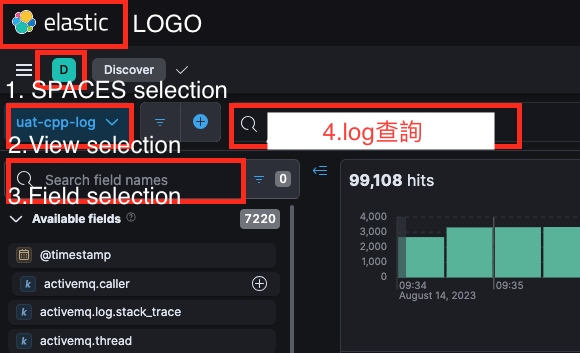 elastic LOGO
D Discover
1. SPACES selection
uat-cpp-log
4.log查詢
2.View selection
Search field names 0
3.Field selection
99,108 hits
Available fields 7220
@timestamp
k activemq.caller
k activemq.log.stack_trace
k activemq.thread
4,000
3,000
2,000
1,000
0
09:34 09:35
August 14, 2023